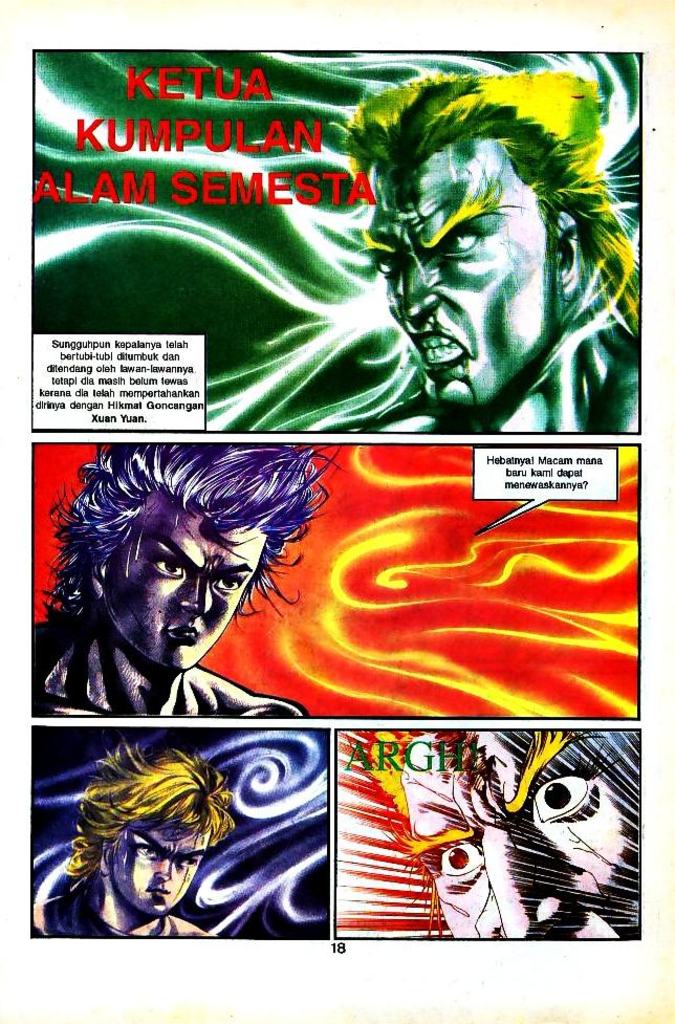 KETUA
KUMPULAN
ALAM SEMESTA
Sungguhpun kepalanya telah
bertubi-tubi ditumbuk dan
ditendang oleh lawan-lawannya,
tetapi dia masih belum tewas
kerana dia telah mempertahankan
dirinya dengan Hikmat Goncangan
Xuan Yuan.
Hebatnya! Macam mana
baru kami dapat
menewaskannya?
ARGH!
18